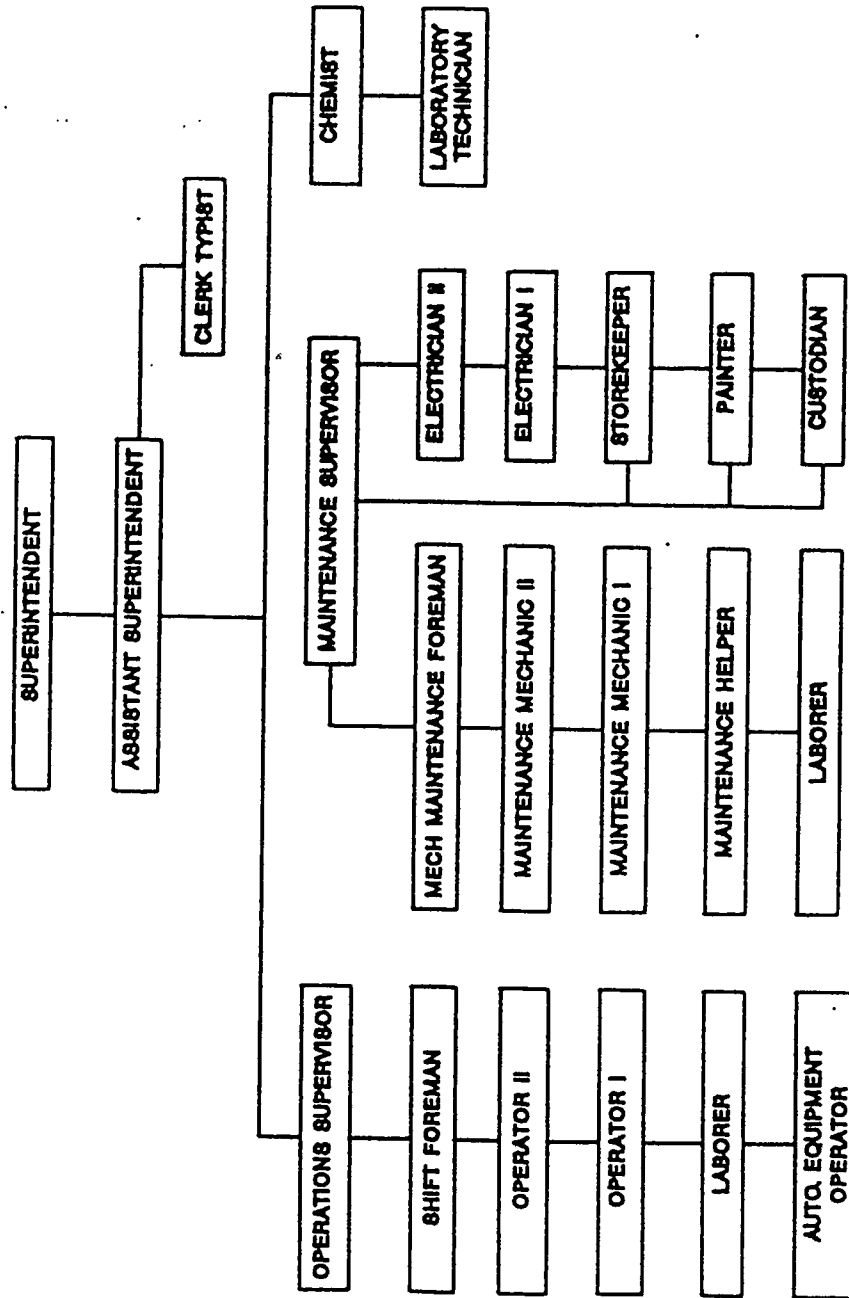 SUPERINTENDENT
ASSISTANT SUPERINTENDENT
CLERK TYPIST
OPERATIONS SUPERVISOR
MAINTENANCE SUPERVISOR
CHEMIST
SHIFT FOREMAN
MECH MAINTENANCE FOREMAN
ELECTRICIAN II
LABORATORY
TECHNICIAN
OPERATOR II
MAINTENANCE MECHANIC II
ELECTRICIAN I
OPERATOR I
MAINTENANCE MECHANIC I
STOREKEEPER
LABORER
MAINTENANCE HELPER
PAINTER
AUTO. EQUIPMENT
OPERATOR
LABORER
CUSTODIAN